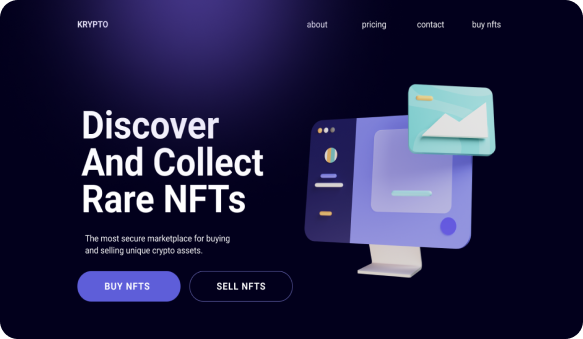 KRYPTO
about
pricing
contact
buy nfts
Discover
And Collect
Rare NFTs
The most secure marketplace for buying
and selling unique crypto assets.
BUY NFTS
SELL NFTS